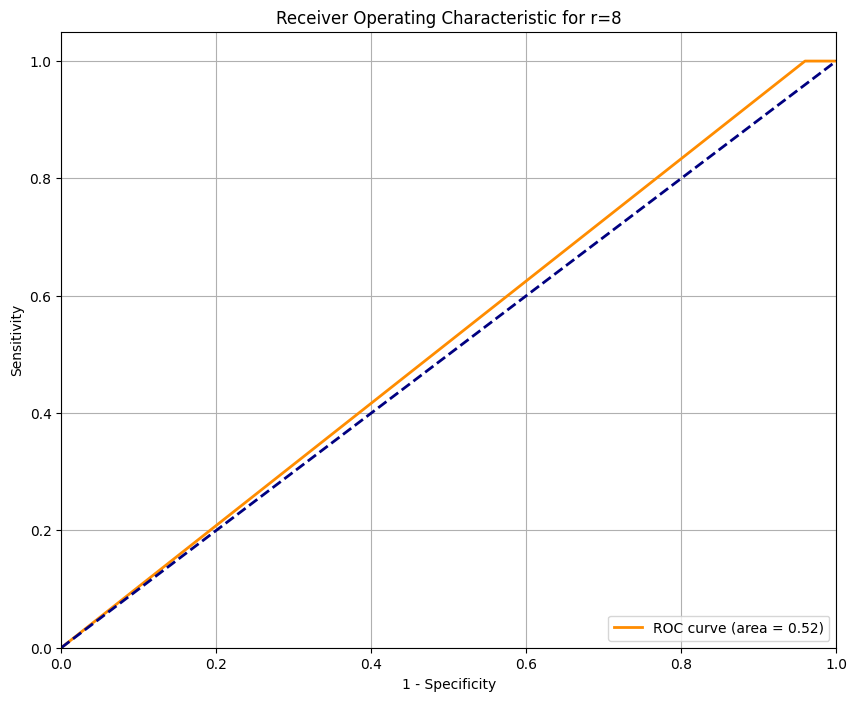 Receiver Operating Characteristic for r=8
Sensitivity
1.0
0.8
0.6
0.4
0.2
0.0
0.0 0.2 0.4 0.6 0.8 1.0
1 - Specificity
ROC curve (area = 0.52)